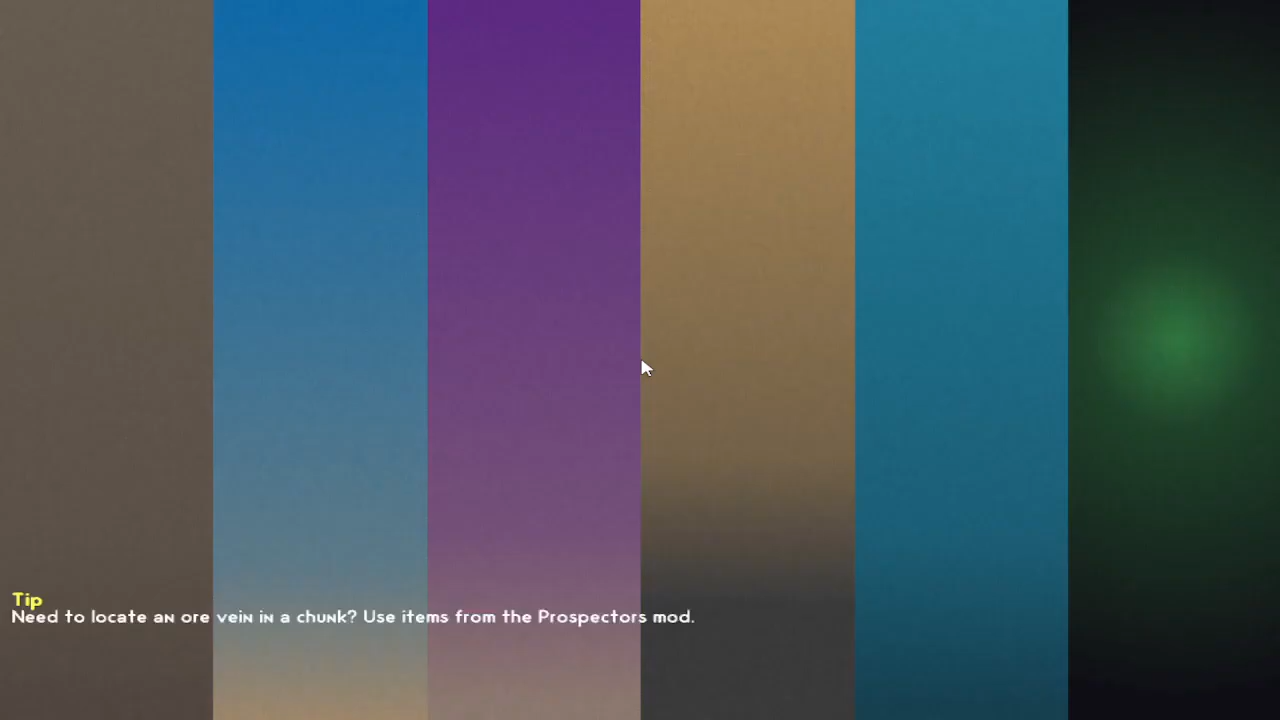 Tip
Need to locate an ore vein in a chunk? Use items from the Prospectors mod.